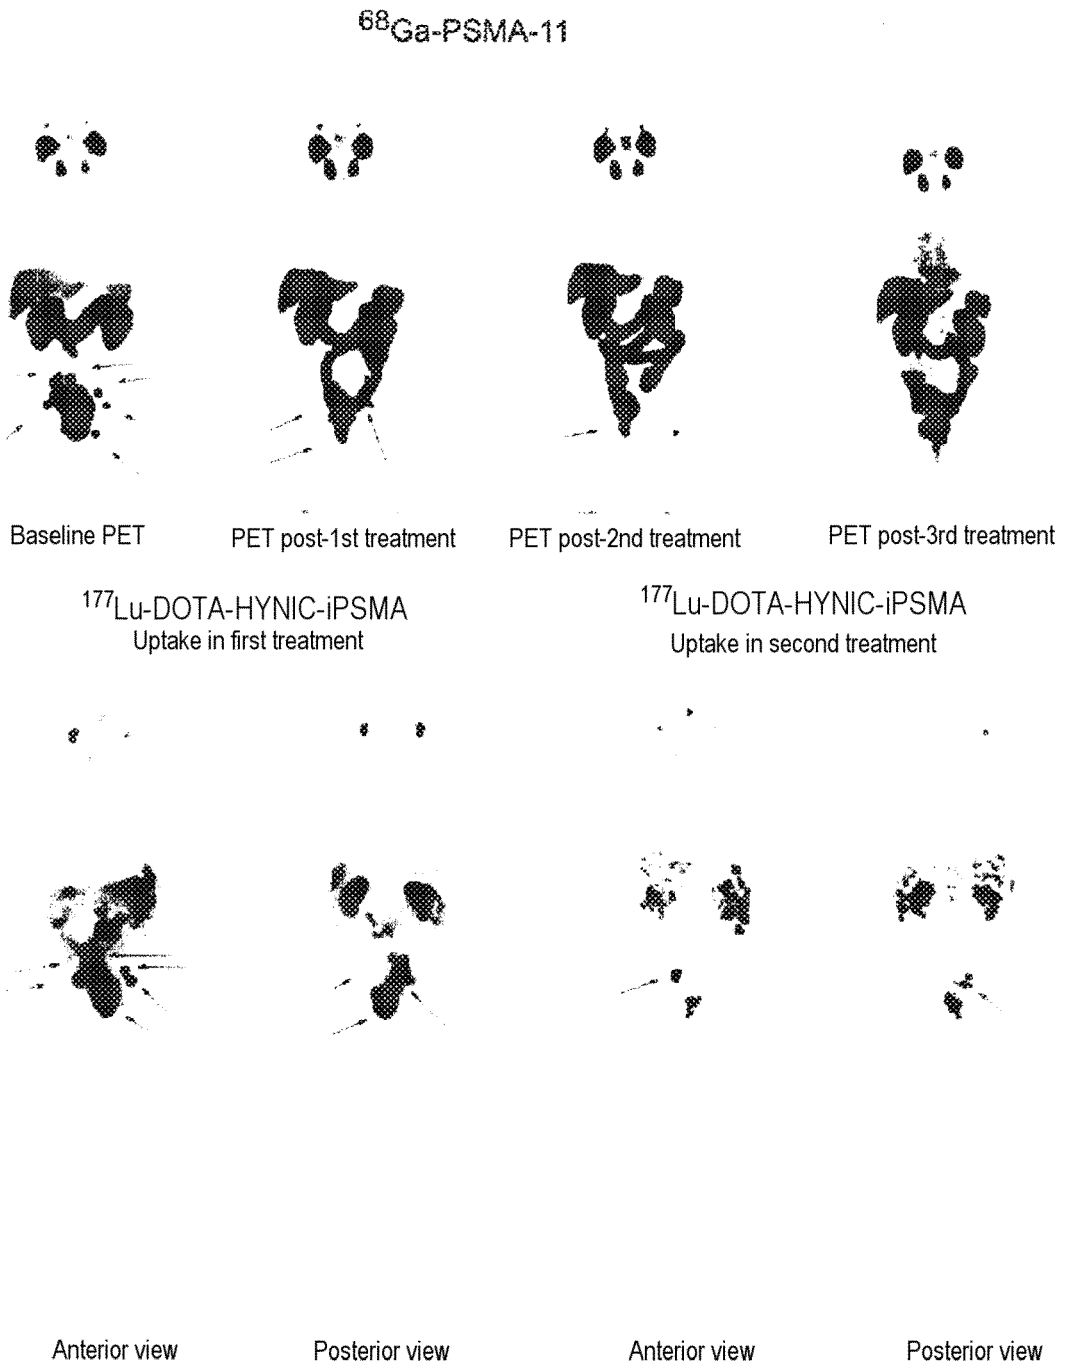 ⁶⁸Ga-PSMA-11
Baseline PET
PET post-1st treatment
PET post-2nd treatment
PET post-3rd treatment
¹⁷⁷Lu-DOTA-HYNIC-iPSMA
Uptake in first treatment
¹⁷⁷Lu-DOTA-HYNIC-iPSMA
Uptake in second treatment
Anterior view
Posterior view
Anterior view
Posterior view